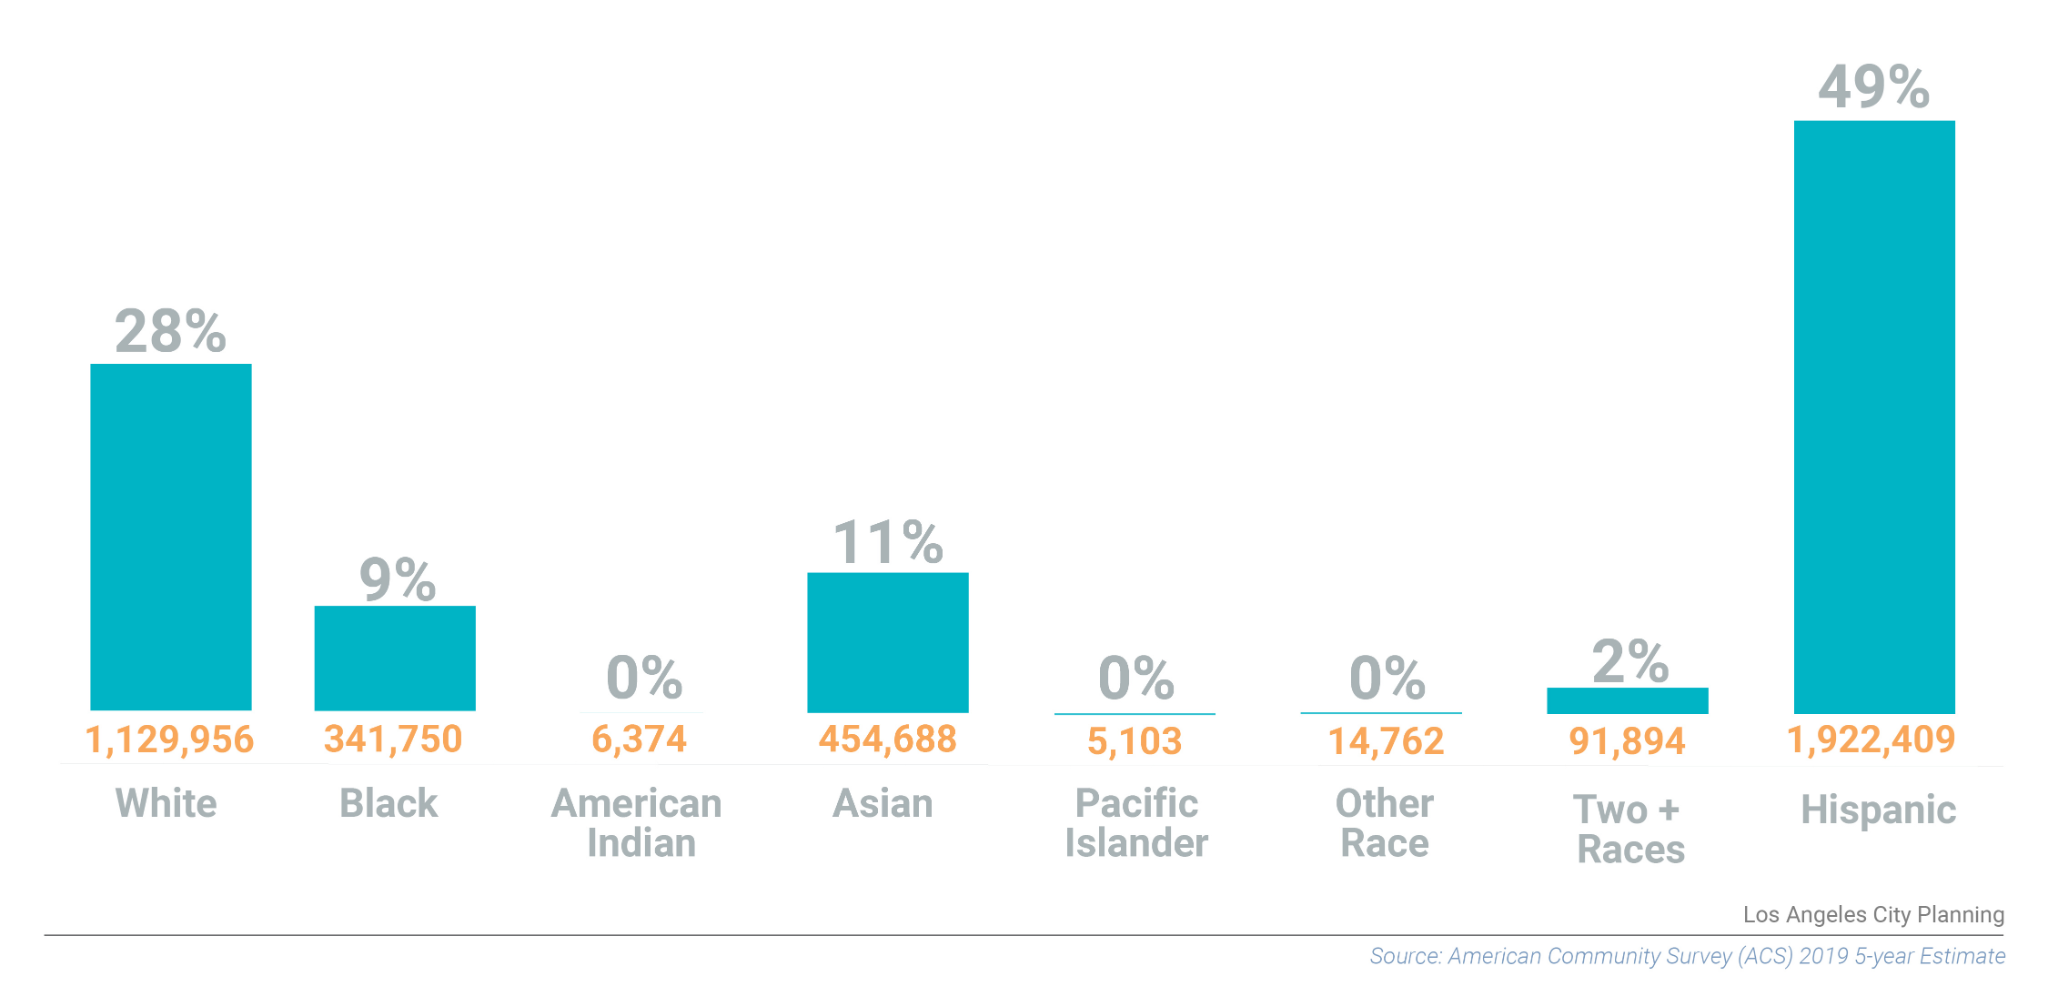 49%
28%
11%
9%
2%
0%
0%
0%
1,129,956
341,750
6,374
454,688
5,103
14,762
91,894
1,922,409
White
Black
American
Indian
Asian
Pacific
Islander
Other
Race
Two +
Races
Hispanic
Los Angeles City Planning
Source: American Community Survey (ACS) 2019 5-year Estimate